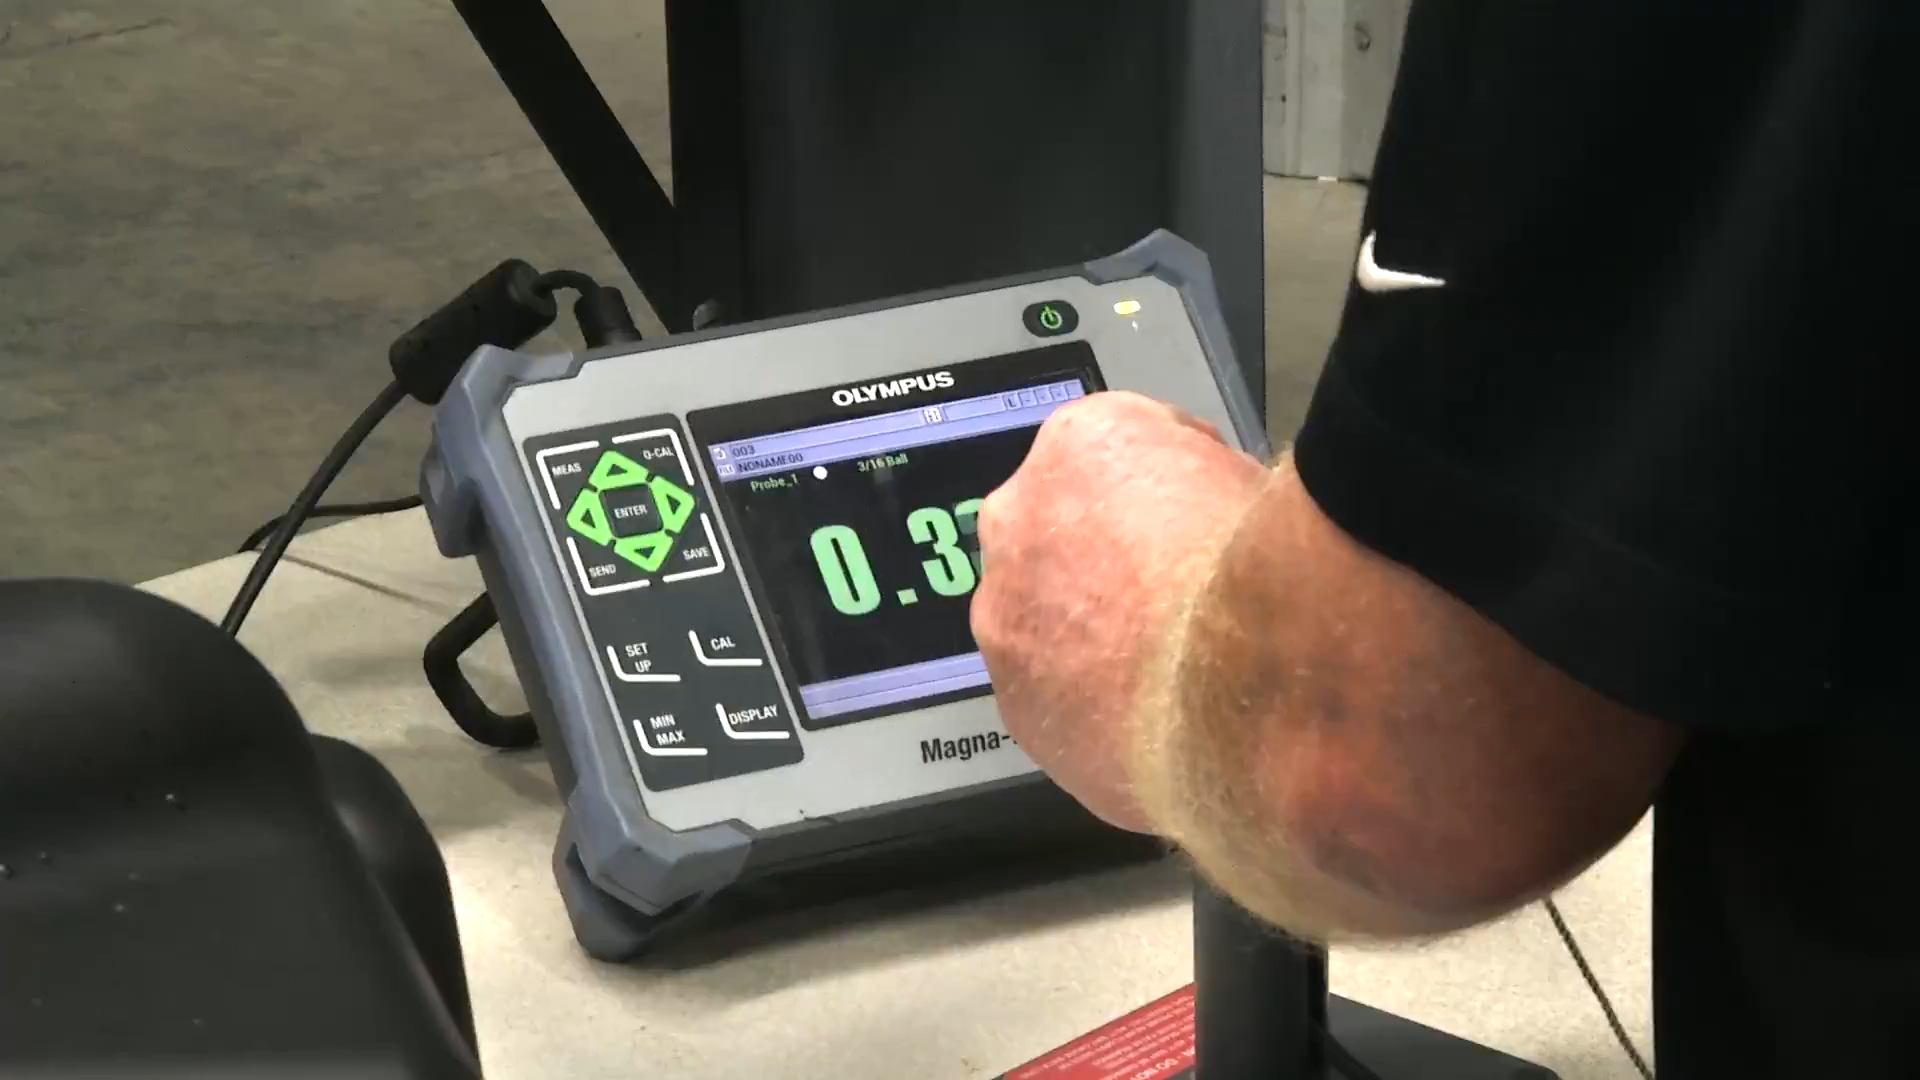 OLYMPUS
003
NONAME00
Probe_1
3/16 Ball
0.3
MEAS
Q-CAL
ENTER
SEND
SAVE
SET UP
CAL
MIN MAX
DISPLAY
Magna-